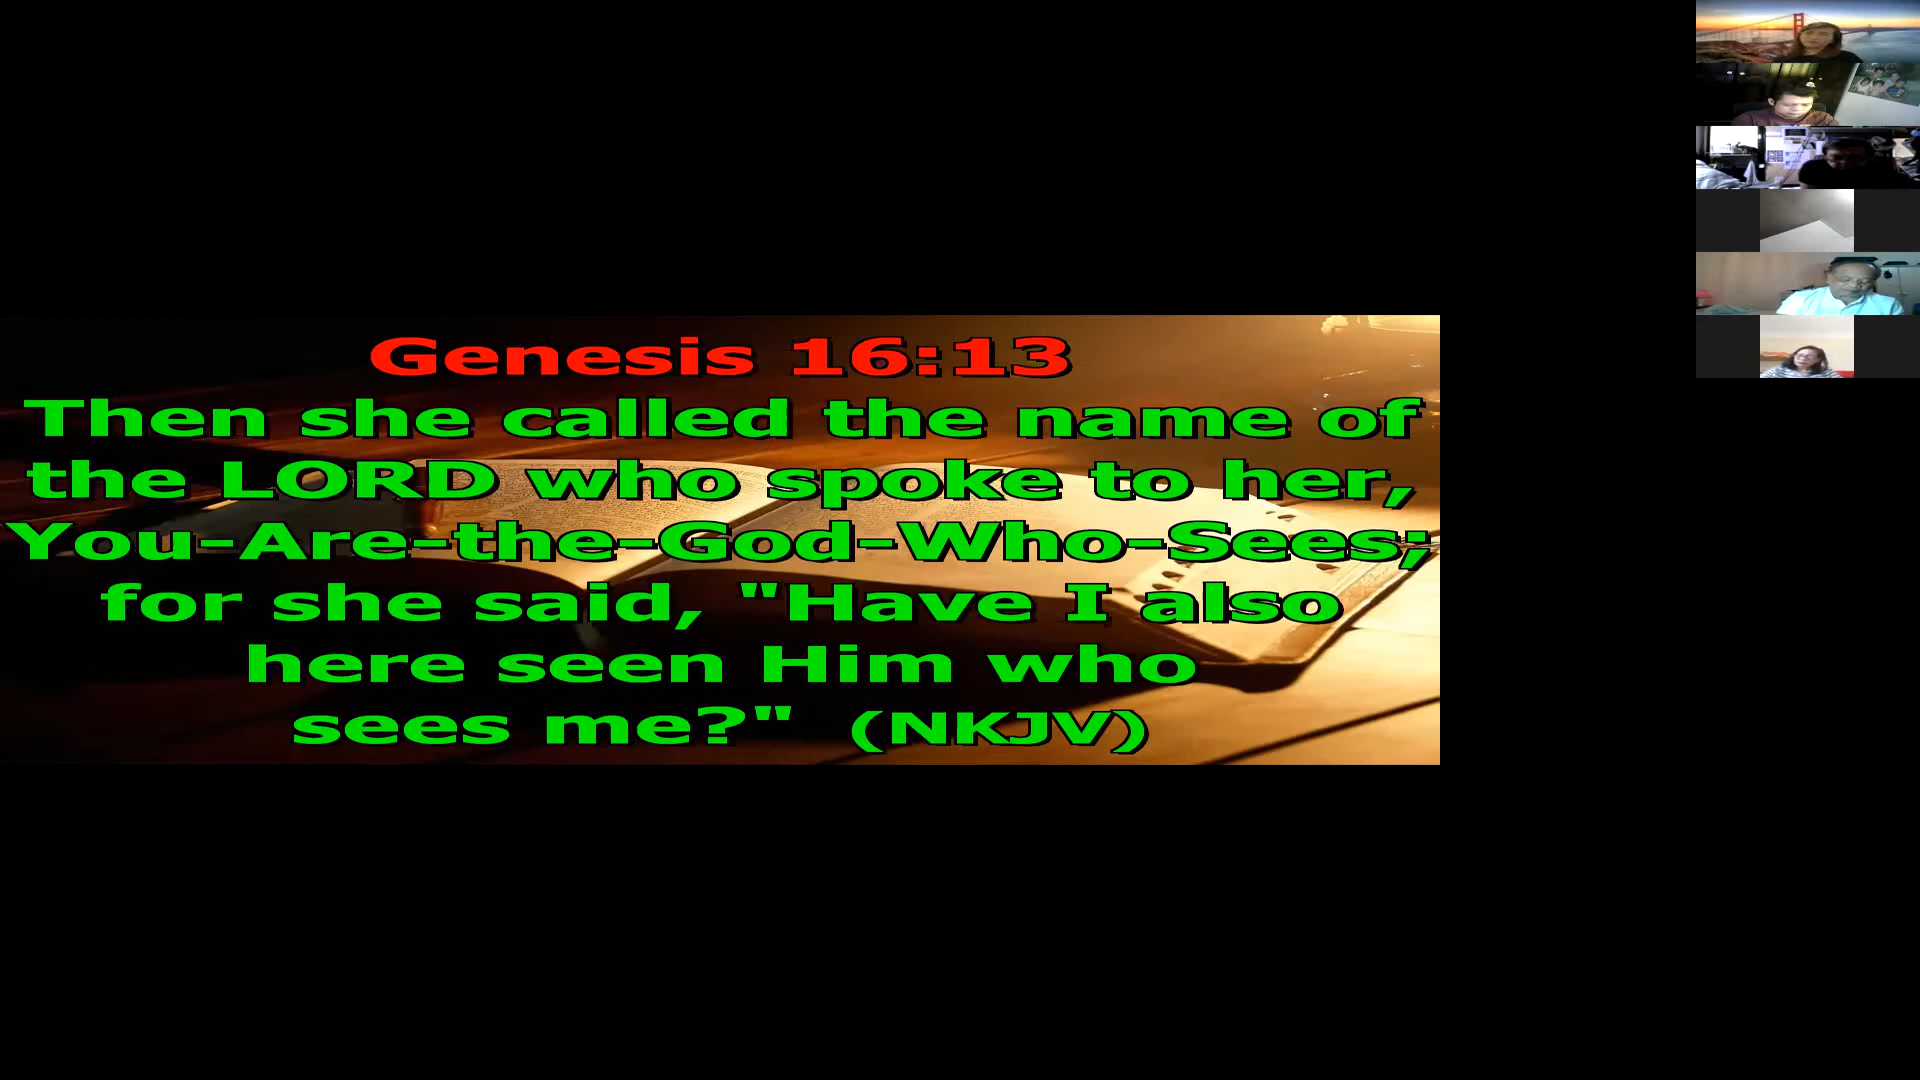 Genesis 16:13
Then she called the name of
the LORD who spoke to her,
You-Are-the-God-Who-Sees;
for she said, "Have I also
here seen Him who
sees me?" (NKJV)